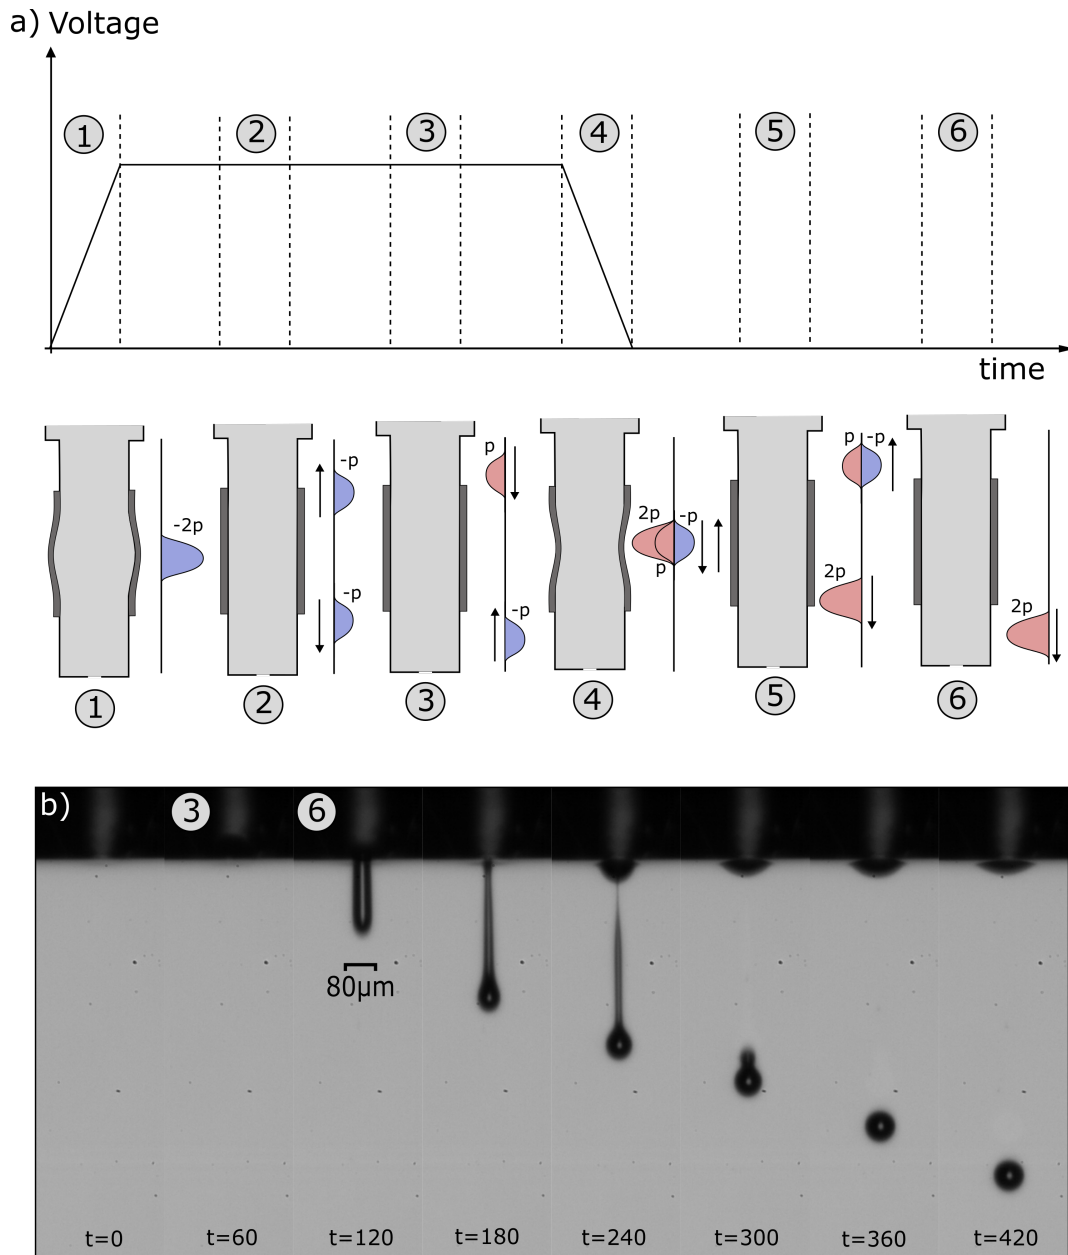 a) Voltage
1 2 3 4 5 6
time
-2p
-p
-p
p
-p
2p -p
p
p -p
2p
2p
1 2 3 4 5 6
b) 3 6
80μm
t=0 t=60 t=120 t=180 t=240 t=300 t=360 t=420